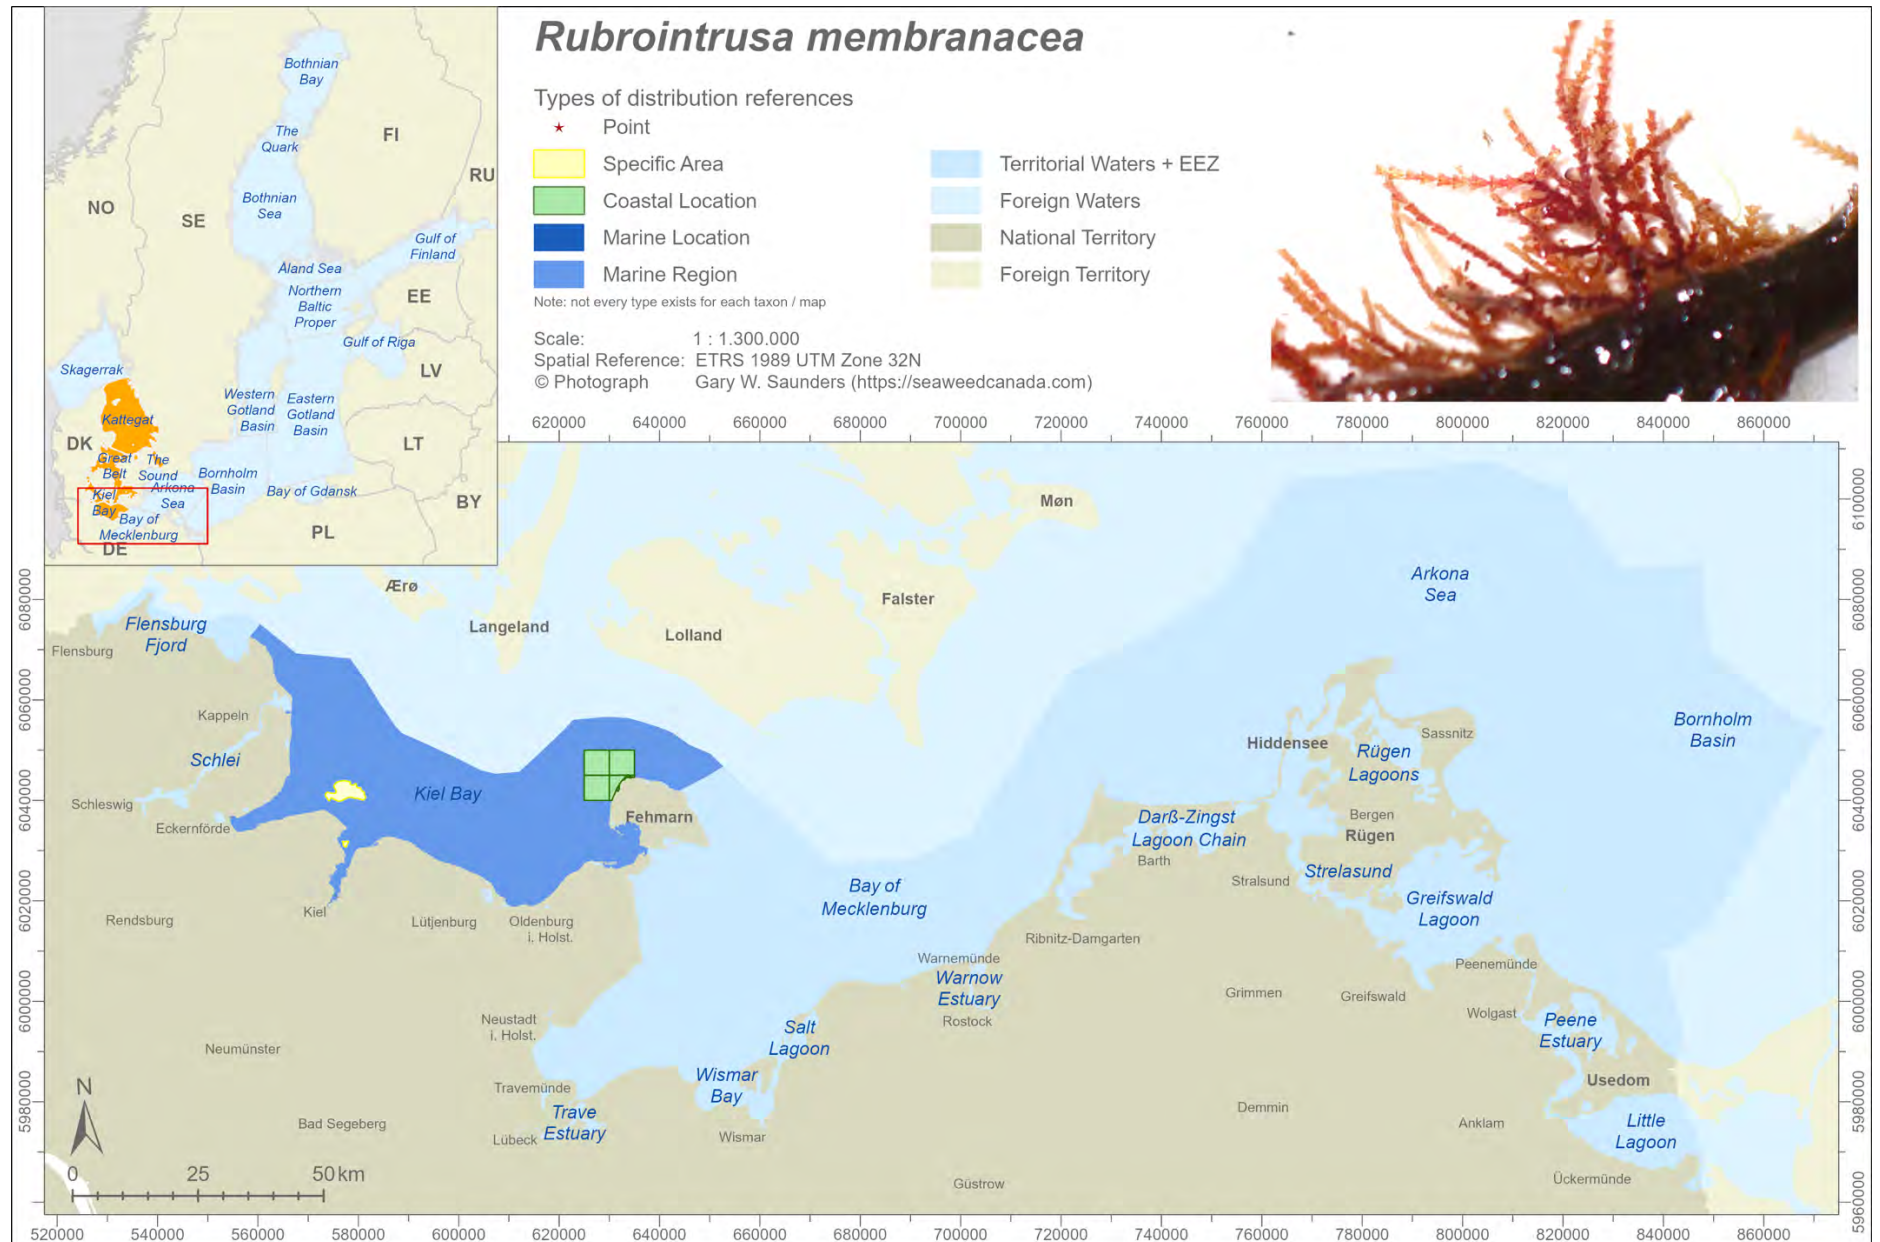 Rubrointrusa membranacea
Types of distribution references
Point
Specific Area
Coastal Location
Marine Location
Marine Region
Territorial Waters + EEZ
Foreign Waters
National Territory
Foreign Territory
Note: not every type exists for each taxon / map
Scale: 1 : 1.300.000
Spatial Reference: ETRS 1989 UTM Zone 32N
© Photograph Gary W. Saunders (https://seaweedcanada.com)
Bothnian
Bay
The
Quark
FI
RU
NO
SE
Bothnian
Sea
Gulf of
Finland
Åland Sea
Northern
Baltic
Proper
EE
Gulf of Riga
Skagerrak
LV
Western
Gotland
Basin
Eastern
Gotland
Basin
Kattegat
DK
LT
Great
Belt
The
Sound
Bornholm
Basin
Arkona
Sea
Bay of Gdansk
Kiel
Bay
BY
Bay of
Mecklenburg
PL
DE
620000 640000 660000 680000 700000 720000 740000 760000 780000 800000 820000 840000 860000
6100000
6080000
6060000
6040000
6020000
6000000
5980000
5960000
6080000
6060000
6040000
6020000
6000000
5980000
Møn
Ærø
Langeland
Lolland
Falster
Arkona
Sea
Flensburg
Fjord
Flensburg
Kappeln
Schlei
Schleswig
Eckernförde
Kiel Bay
Fehmarn
Hiddensee
Rügen
Lagoons
Sassnitz
Bornholm
Basin
Bergen
Rügen
Darß-Zingst
Lagoon Chain
Barth
Stralsund
Strelasund
Greifswald
Lagoon
Bay of
Mecklenburg
Rendsburg
Kiel
Lütjenburg
Oldenburg
i. Holst.
Ribnitz-Damgarten
Warnemünde
Warnow
Estuary
Rostock
Peenemünde
Grimmen
Greifswald
Wolgast
Peene
Estuary
Neustadt
i. Holst.
Salt
Lagoon
Neumünster
Usedom
Wismar
Bay
Travemünde
Trave
Estuary
Lübeck
Wismar
Bad Segeberg
Demmin
Anklam
Little
Lagoon
Ückermünde
Güstrow
N
0 25 50 km
520000 540000 560000 580000 600000 620000 640000 660000 680000 700000 720000 740000 760000 780000 800000 820000 840000 860000